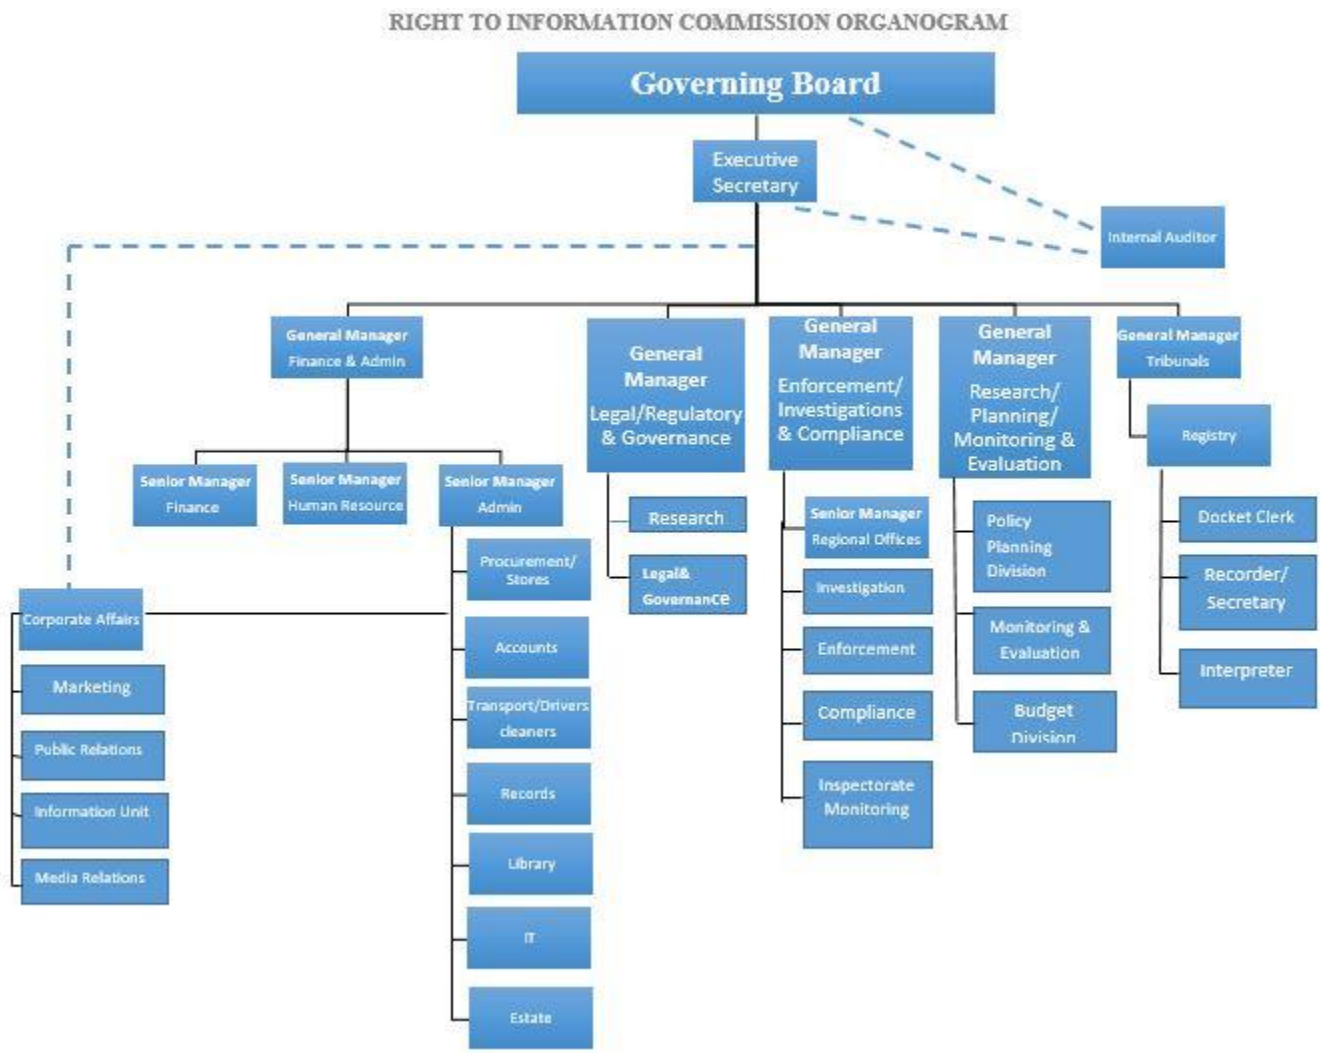 RIGHT TO INFORMATION COMMISSION ORGANOGRAM
Governing Board
Executive
Secretary
Internal Auditor
General Manager
Finance & Admin
General
Manager
Legal/Regulatory
& Governance
General
Manager
Enforcement/
Investigations
& Compliance
General
Manager
Research/
Planning/
Monitoring &
Evaluation
General Manager
Tribunals
Registry
Senior Manager
Finance
Senior Manager
Human Resource
Senior Manager
Admin
Research
Legal&
Governance
Senior Manager
Regional Offices
Investigation
Enforcement
Compliance
Inspectorate
Monitoring
Policy
Planning
Division
Monitoring &
Evaluation
Budget
Division
Docket Clerk
Recorder/
Secretary
Interpreter
Procurement/
Stores
Accounts
Transport/Drivers
cleaners
Records
Library
IT
Estate
Corporate Affairs
Marketing
Public Relations
Information Unit
Media Relations